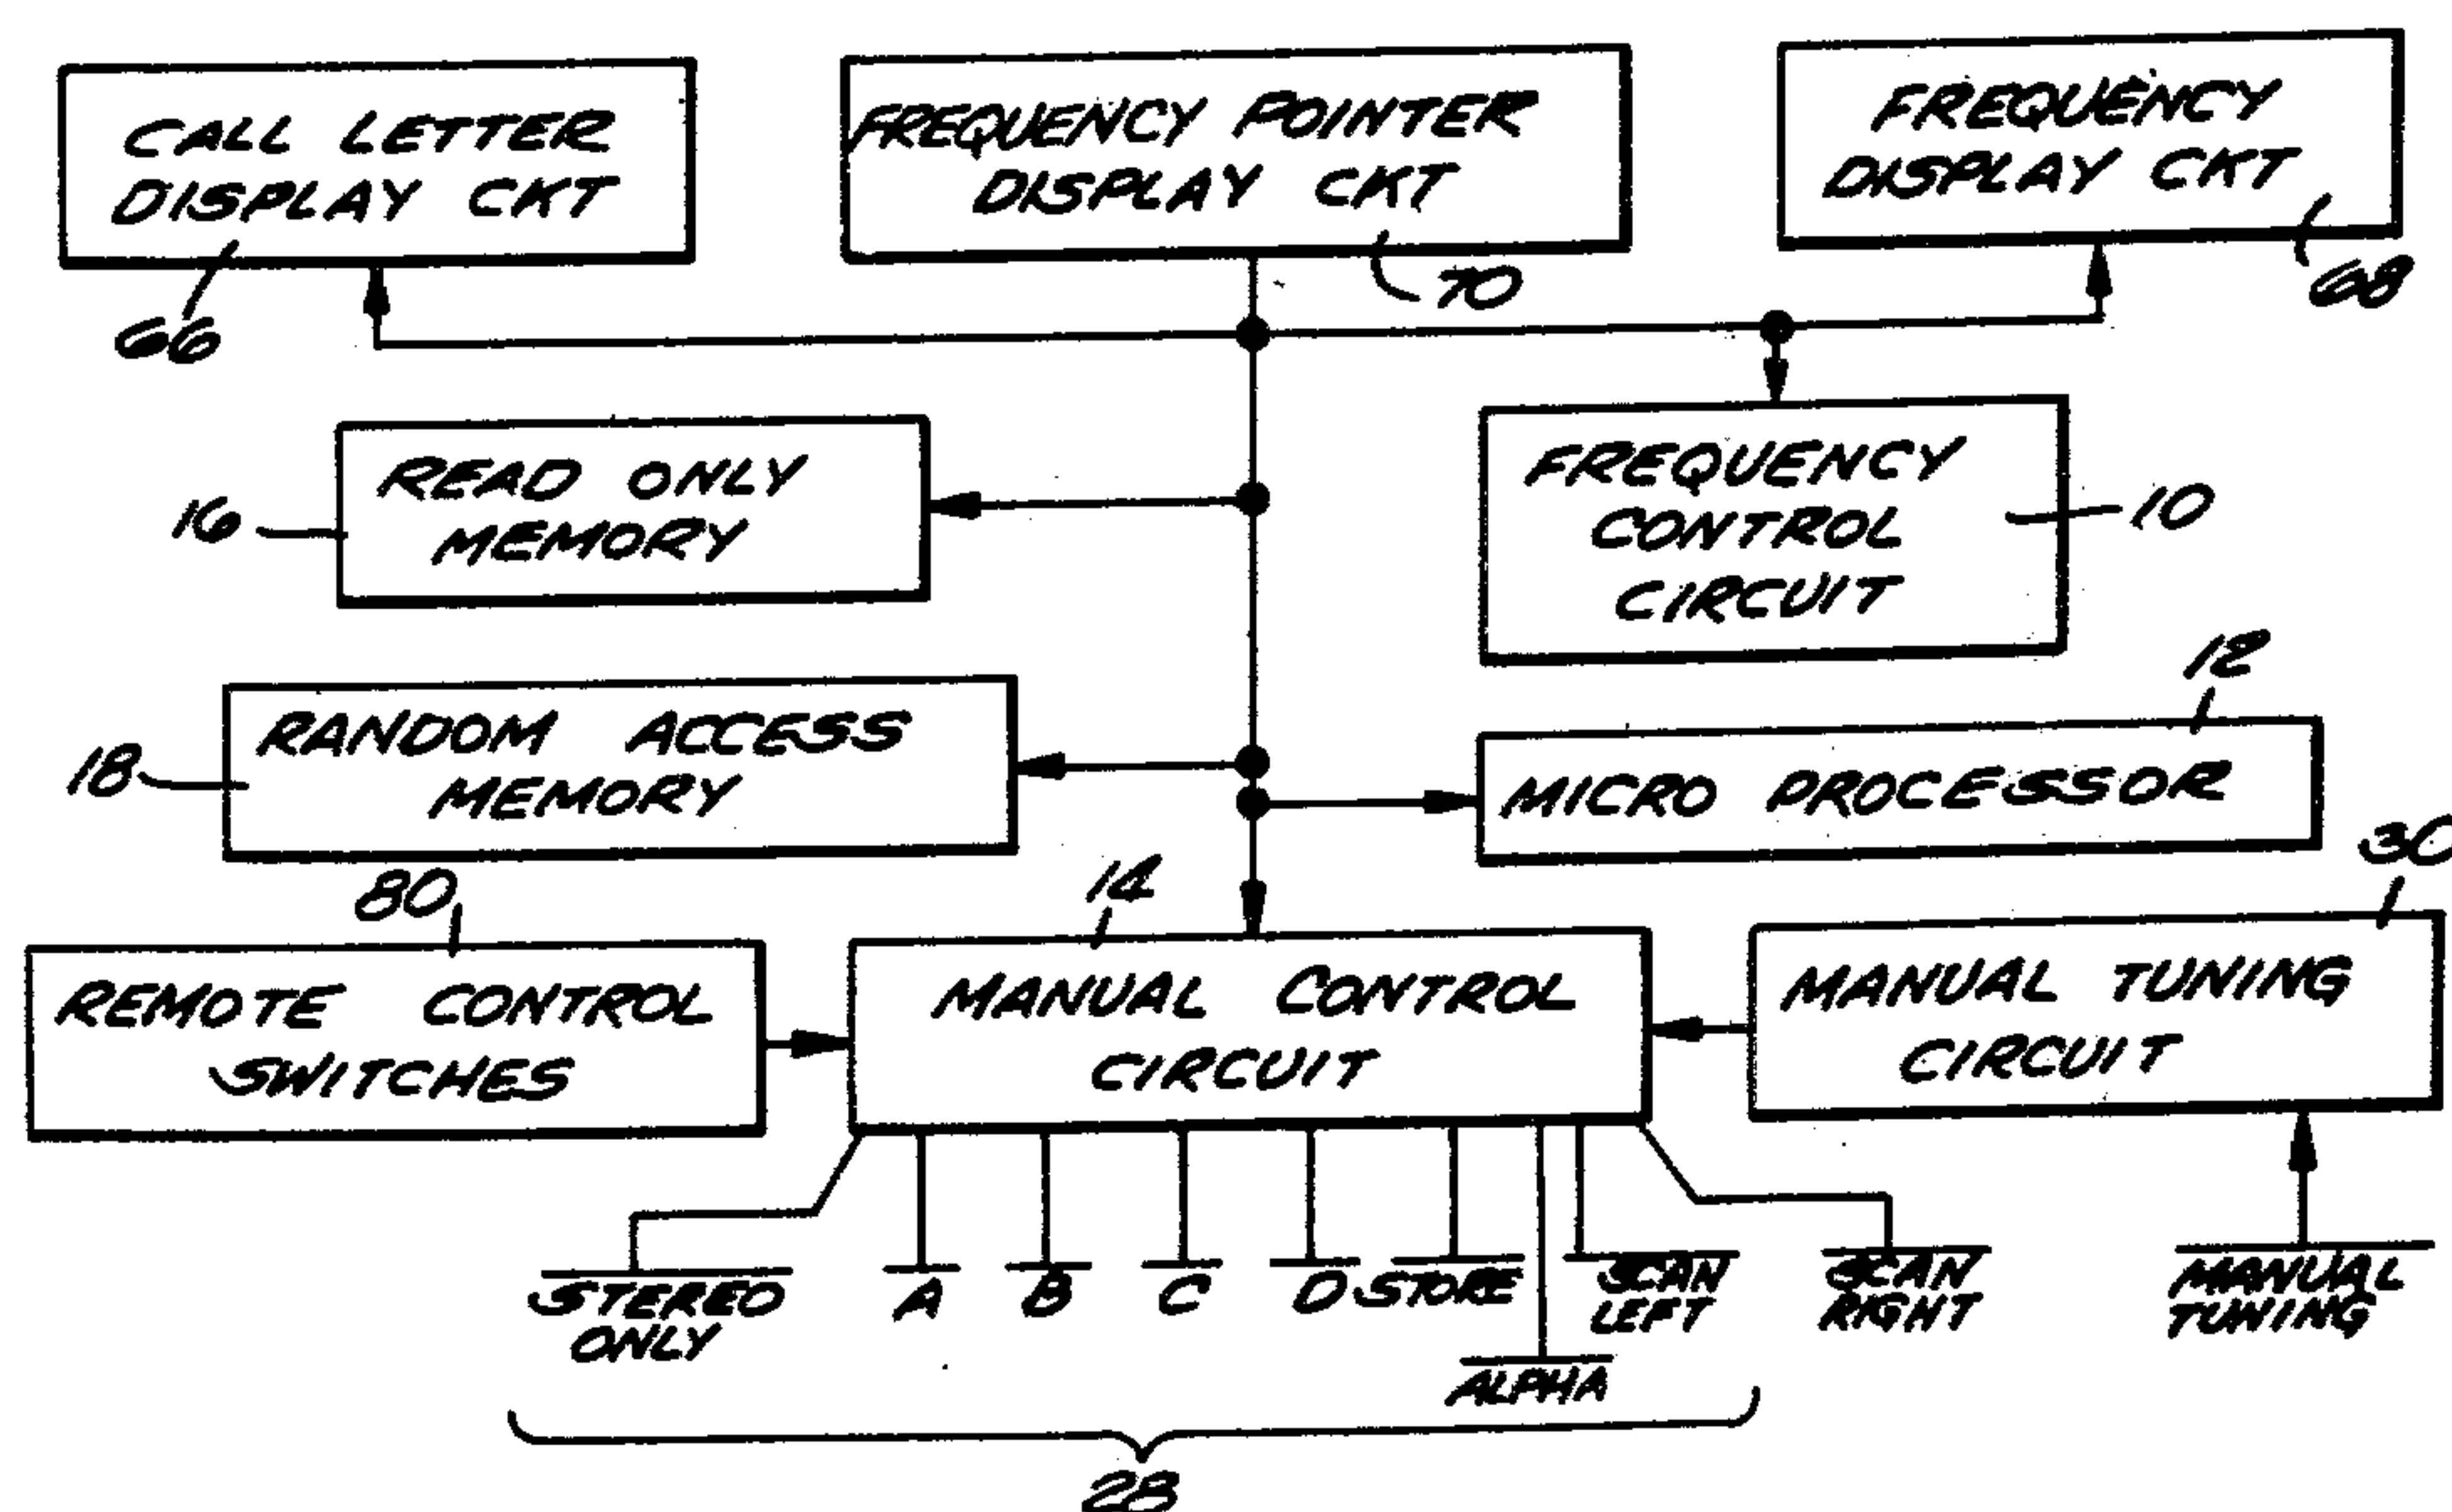 CALL LETTER
DISPLAY CKT
66
FREQUENCY POINTER
DISPLAY CKT
70
FREQUENCY
DISPLAY CKT
68
READ ONLY
MEMORY
16
FREQUENCY
CONTROL
CIRCUIT
10
RANDOM ACCESS
MEMORY
18
12
MICRO PROCESSOR
80
REMOTE CONTROL
SWITCHES
14
MANUAL CONTROL
CIRCUIT
30
MANUAL TUNING
CIRCUIT
STEREO
ONLY
A
B
C
D
STORE
ALPHA
SCAN
LEFT
SCAN
RIGHT
MANUAL
TUNING
28